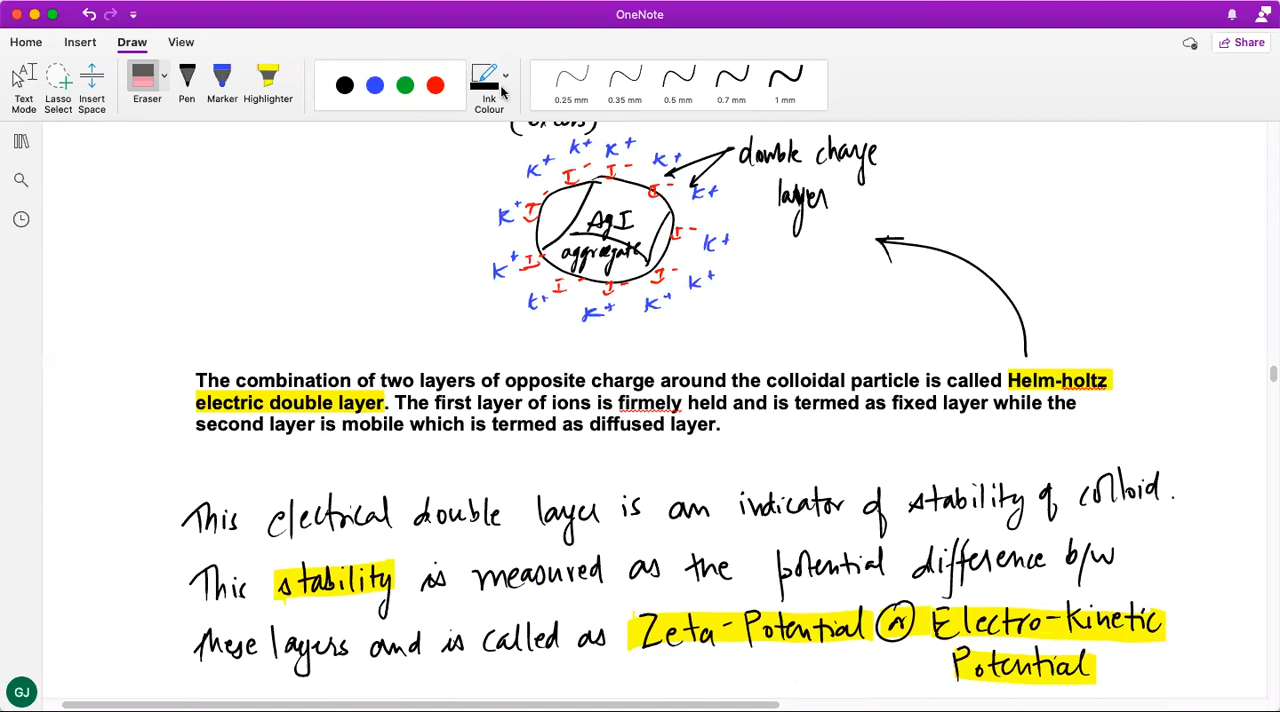 OneNote
Home Insert Draw View
Share
Text Mode
Lasso Select
Insert Space
Eraser
Pen
Marker
Highlighter
Ink Colour
0.25 mm
0.35 mm
0.5 mm
0.7 mm
1 mm
K+ K+ K+ K+ K+
I- I- I- I-
double charge
layer
K+ I- AgI I- K+
aggregate
K+ I- I- K+
K+ I- I- K+
K+
The combination of two layers of opposite charge around the colloidal particle is called Helm-holtz
electric double layer. The first layer of ions is firmely held and is termed as fixed layer while the
second layer is mobile which is termed as diffused layer.
This electrical double layer is an indicator of stability of colloid.
This stability is measured as the potential difference b/w
these layers and is called as Zeta-Potential or Electro-Kinetic
Potential
GJ